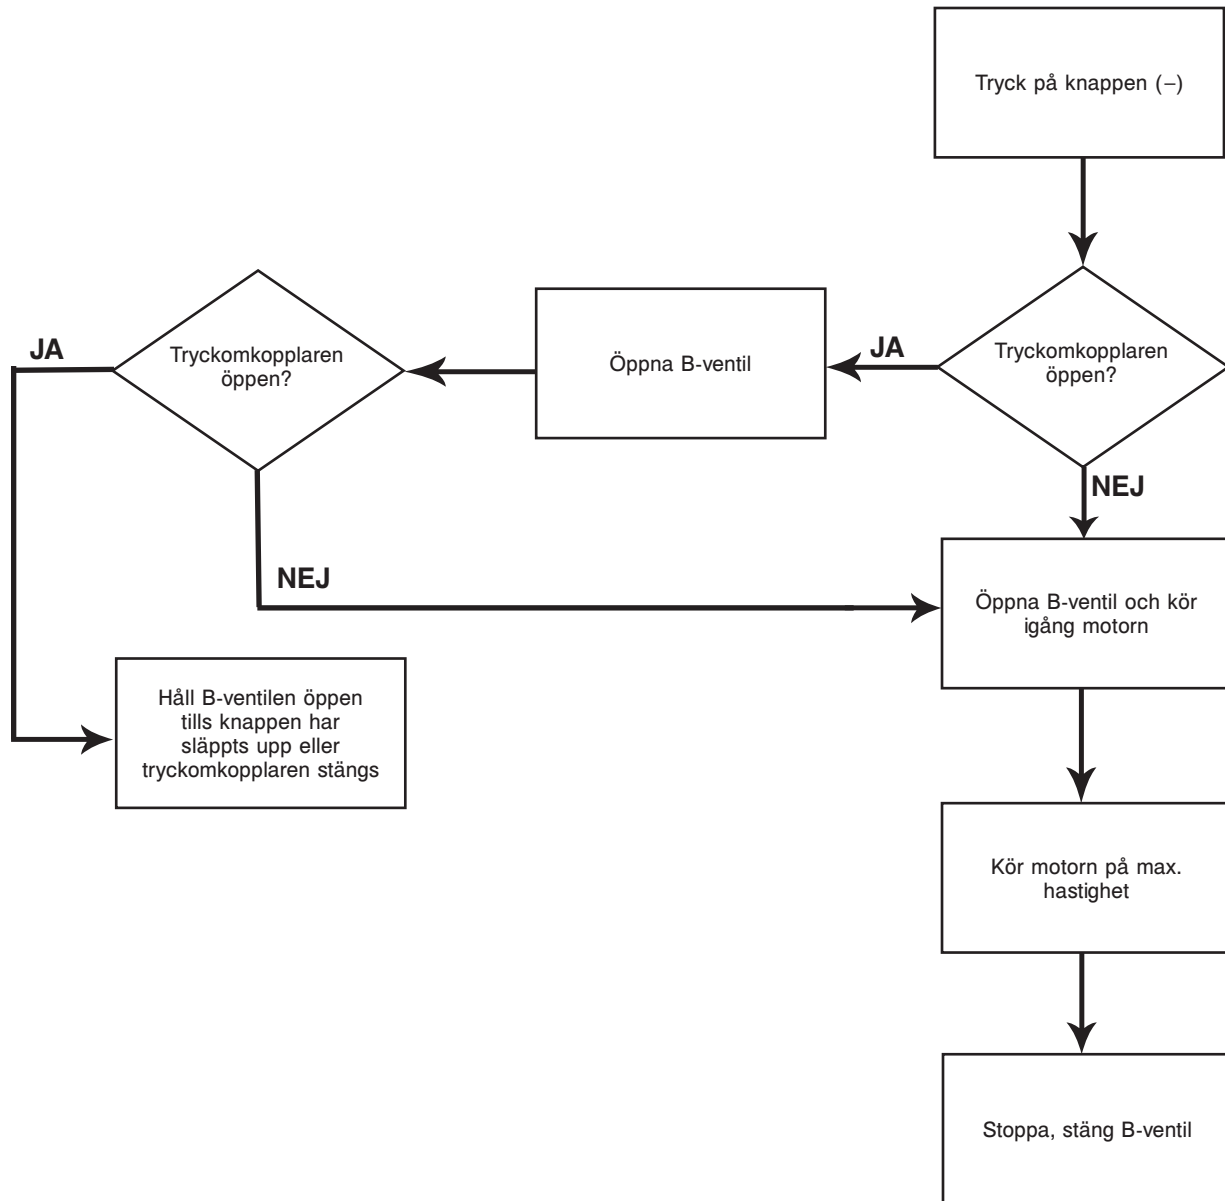 Tryck på knappen (–)
JA
Tryckomkopplaren
öppen?
Öppna B-ventil
JA
Tryckomkopplaren
öppen?
NEJ
NEJ
Öppna B-ventil och kör
igång motorn
Håll B-ventilen öppen
tills knappen har
släppts upp eller
tryckomkopplaren stängs
Kör motorn på max.
hastighet
Stoppa, stäng B-ventil